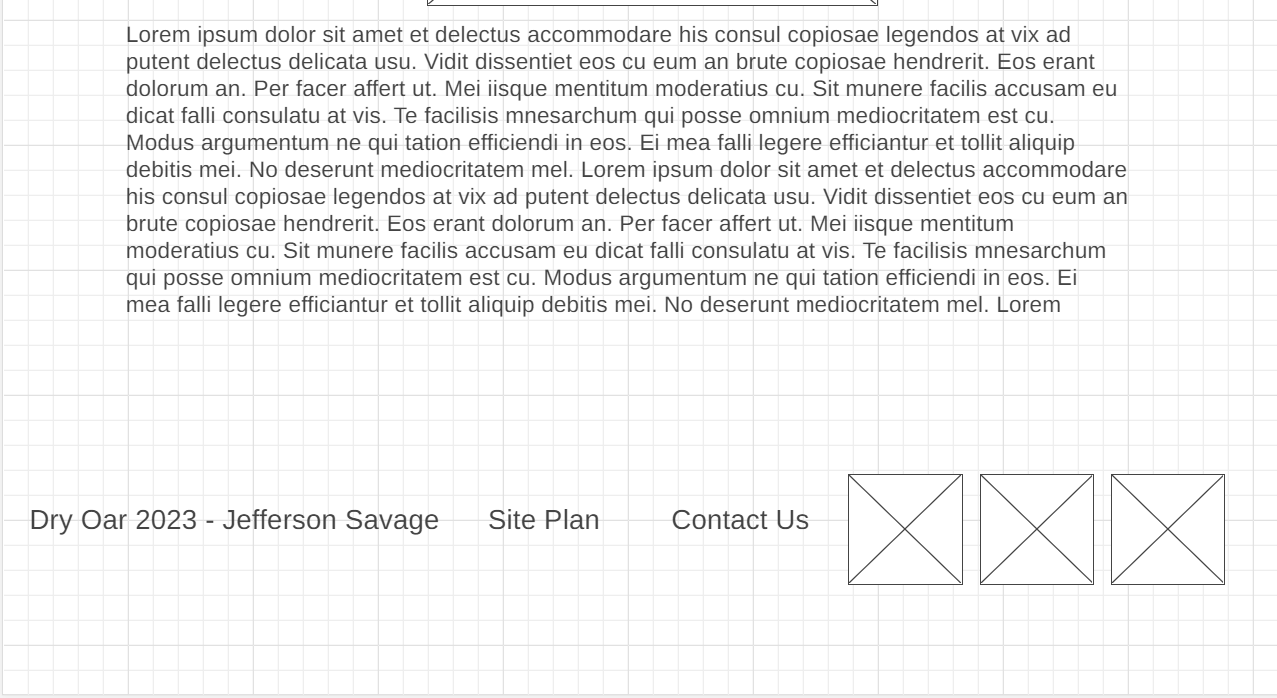 Lorem ipsum dolor sit amet et delectus accommodare his consul copiosae legendos at vix ad
putent delectus delicata usu. Vidit dissentiet eos cu eum an brute copiosae hendrerit. Eos erant
dolorum an. Per facer affert ut. Mei iisque mentitum moderatius cu. Sit munere facilis accusam eu
dicat falli consulatu at vis. Te facilisis mnesarchum qui posse omnium mediocritatem est cu.
Modus argumentum ne qui tation efficiendi in eos. Ei mea falli legere efficiantur et tollit aliquip
debitis mei. No deserunt mediocritatem mel. Lorem ipsum dolor sit amet et delectus accommodare
his consul copiosae legendos at vix ad putent delectus delicata usu. Vidit dissentiet eos cu eum an
brute copiosae hendrerit. Eos erant dolorum an. Per facer affert ut. Mei iisque mentitum
moderatius cu. Sit munere facilis accusam eu dicat falli consulatu at vis. Te facilisis mnesarchum
qui posse omnium mediocritatem est cu. Modus argumentum ne qui tation efficiendi in eos. Ei
mea falli legere efficiantur et tollit aliquip debitis mei. No deserunt mediocritatem mel. Lorem
Dry Oar 2023 - Jefferson Savage Site Plan Contact Us